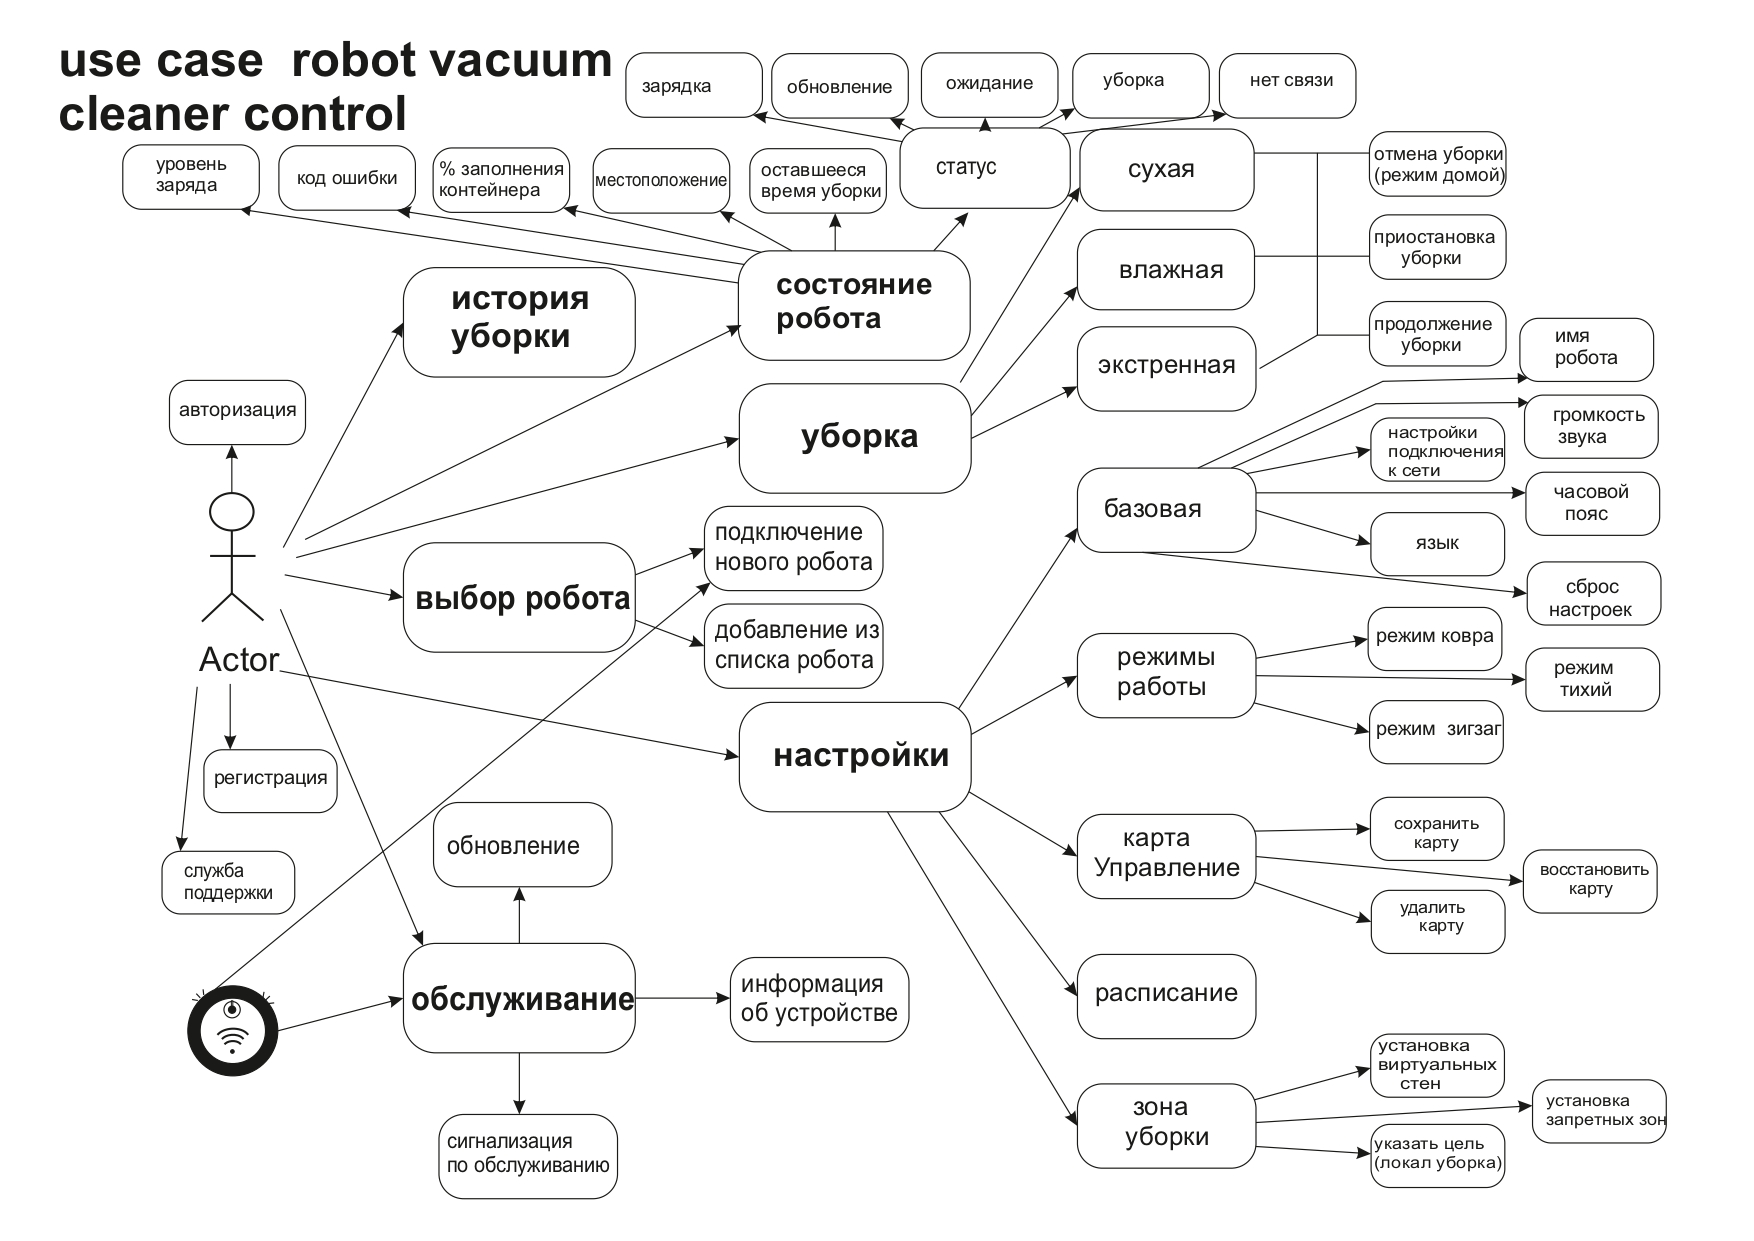 use case  robot vacuum
cleaner control
зарядка
обновление
ожидание
уборка
нет связи
уровень
заряда
код ошибки
% заполнения
контейнера
местоположение
оставшееся
время уборки
статус
сухая
отмена уборки
(режим домой)
история
уборки
состояние
робота
влажная
приостановка
уборки
экстренная
продолжение
уборки
имя
робота
авторизация
уборка
громкость
звука
настройки
подключения
к сети
базовая
часовой
пояс
язык
сброс
настроек
подключение
нового робота
выбор робота
добавление из
списка робота
Actor
режимы
работы
режим ковра
режим
тихий
режим  зигзаг
настройки
регистрация
служба
поддержки
обновление
карта
Управление
сохранить
карту
восстановить
карту
удалить
карту
обслуживание
информация
об устройстве
расписание
сигнализация
по обслуживанию
зона
уборки
установка
виртуальных
стен
установка
запретных зон
указать цель
(локал уборка)